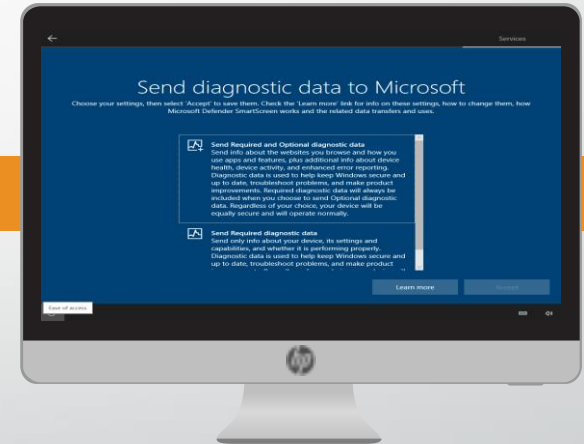 Services
Send diagnostic data to Microsoft
Choose your settings, then select 'Accept' to save them. Check the 'Learn more' link for info on these settings, how to change them, how
Microsoft Defender SmartScreen works and the related data transfers and uses.
Send Required and Optional diagnostic data
Send info about the websites you browse and how you
use apps and features, plus additional info about device
health, device activity, and enhanced error reporting.
Diagnostic data is used to help keep Windows secure and
up to date, troubleshoot problems, and make product
improvements. Required diagnostic data will always be
included when you choose to send Optional diagnostic
data. Regardless of your choice, your device will be
equally secure and will operate normally.
Send Required diagnostic data
Send only info about your device, its settings and
capabilities, and whether it is performing properly.
Diagnostic data is used to help keep Windows secure and
up to date, troubleshoot problems, and make product
Learn more
Accept
Ease of access
hp